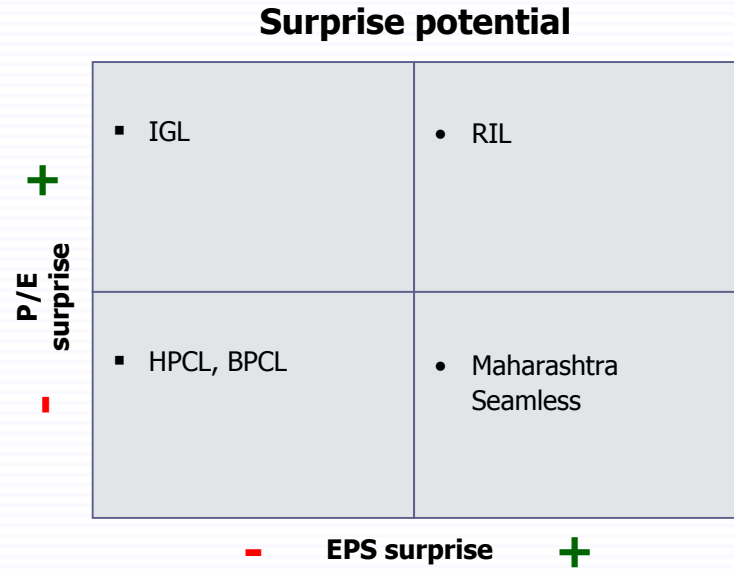 Surprise potential
▪ IGL
• RIL
+
P/E
surprise
-
▪ HPCL, BPCL
• Maharashtra
Seamless
- EPS surprise +